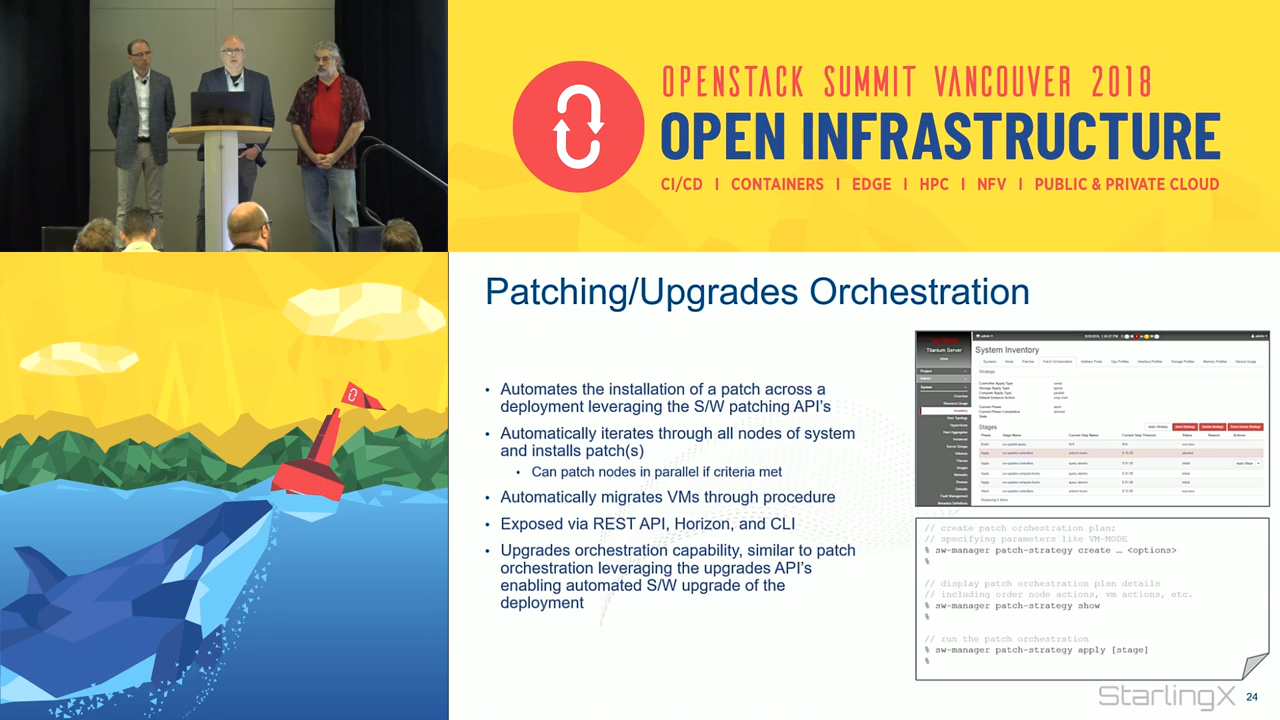 OPENSTACK SUMMIT VANCOUVER 2018
OPEN INFRASTRUCTURE
CI/CD I CONTAINERS I EDGE I HPC I NFV I PUBLIC & PRIVATE CLOUD
Patching/Upgrades Orchestration
• Automates the installation of a patch across a
deployment leveraging the S/W patching API's
• Automatically iterates through all nodes of system
and installs patch(s)
• Can patch nodes in parallel if criteria met
• Automatically migrates VMs through procedure
• Exposed via REST API, Horizon, and CLI
• Upgrades orchestration capability, similar to patch
orchestration leveraging the upgrades API's
enabling automated S/W upgrade of the
deployment
Titanium Server
System Inventory
Strategy
Stages
// create patch orchestration plan;
// specifying parameters like VM-MODE
% sw-manager patch-strategy create … <options>
%
// display patch orchestration plan details
// including order node actions, vm actions, etc.
% sw-manager patch-strategy show
%
// run the patch orchestration
% sw-manager patch-strategy apply [stage]
%
StarlingX
24